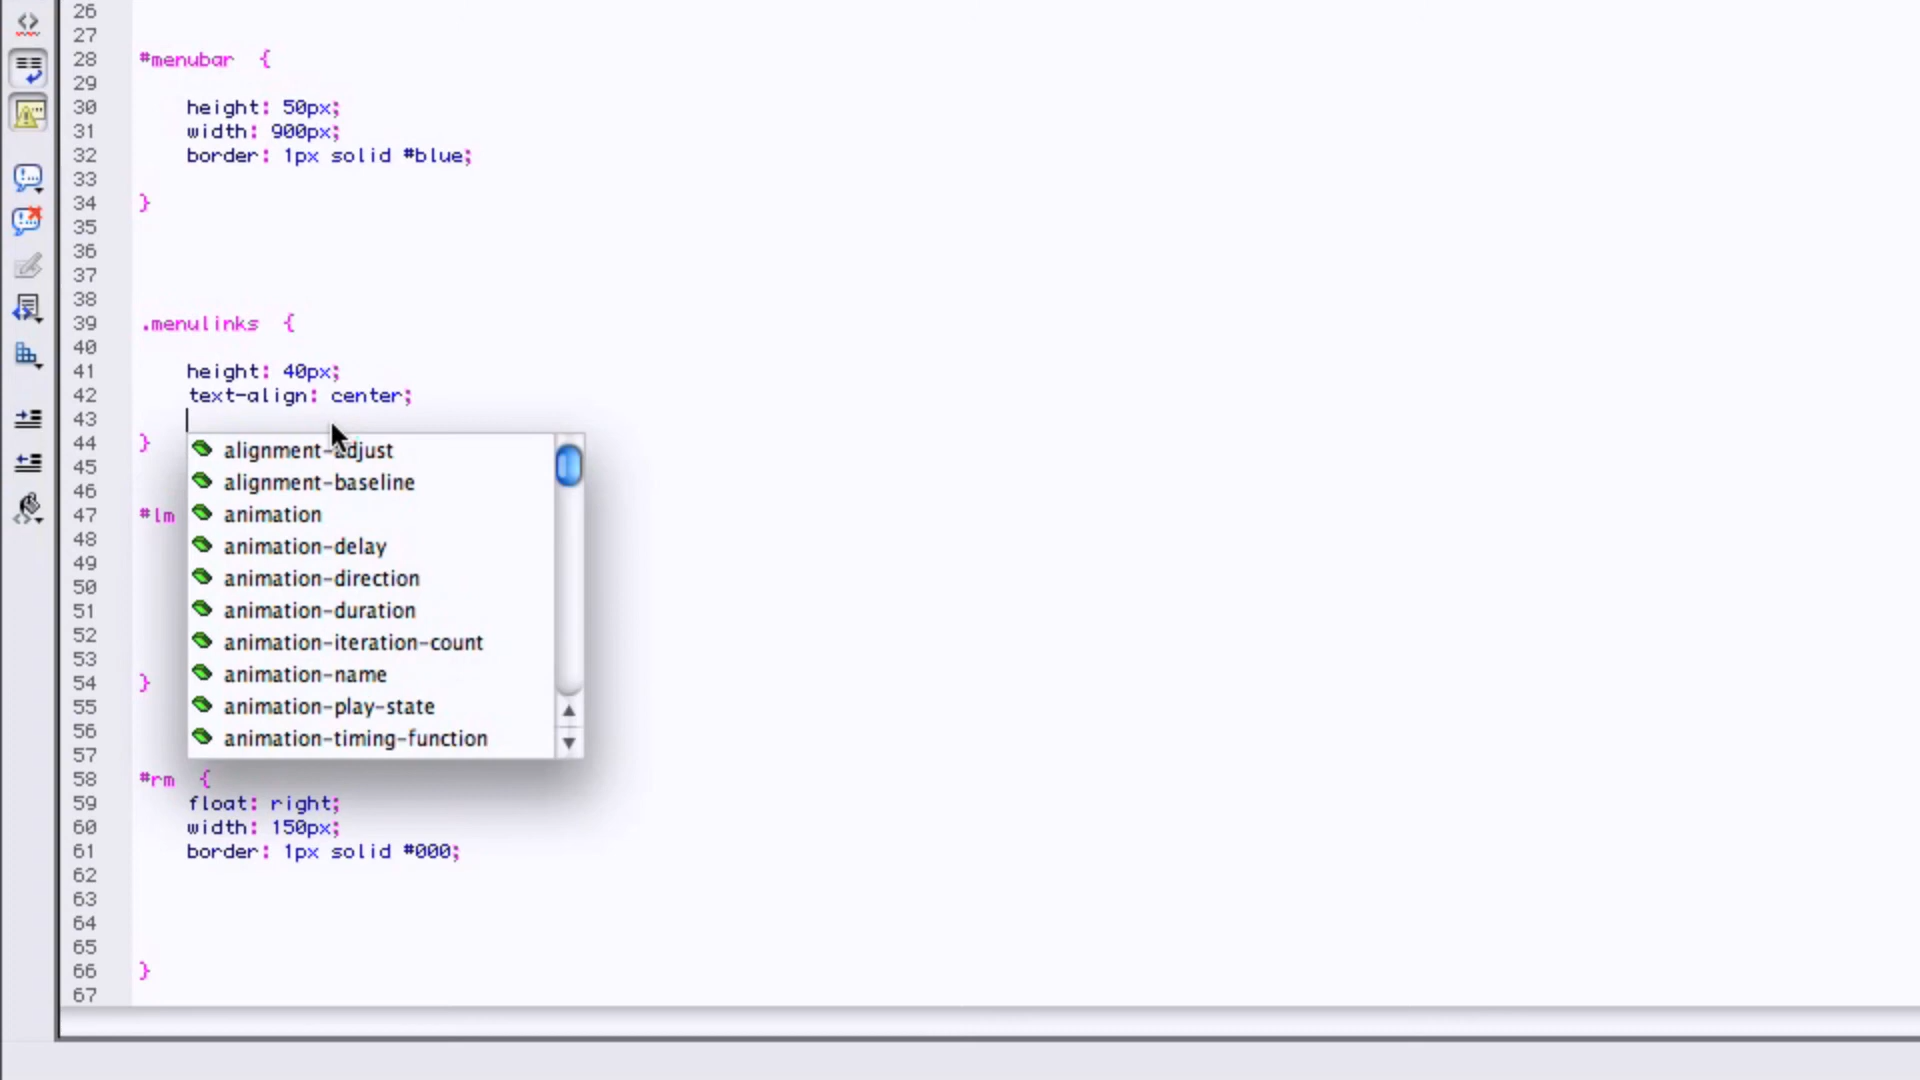 26
27
28 #menubar {
29
30 height: 50px;
31 width: 900px;
32 border: 1px solid #blue;
33
34 }
35
36
37
38
39 .menulinks {
40
41 height: 40px;
42 text-align: center;
43
44 }
45
46
47 #lm
48
49
50
51
52
53
54 }
55
56
57
58 #rm {
59 float: right;
60 width: 150px;
61 border: 1px solid #000;
62
63
64
65
66 }
67
alignment-adjust
alignment-baseline
animation
animation-delay
animation-direction
animation-duration
animation-iteration-count
animation-name
animation-play-state
animation-timing-function